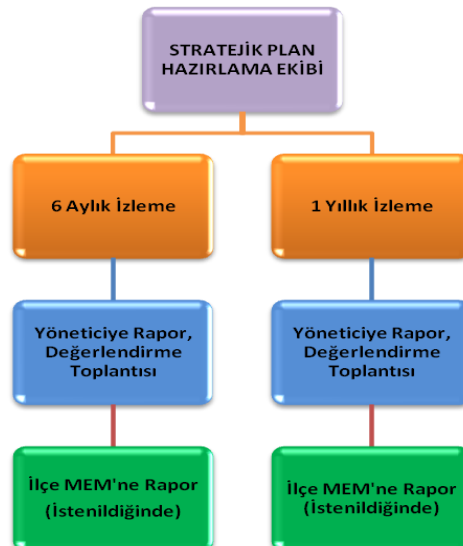 STRATEJİK PLAN
HAZIRLAMA EKİBİ
6 Aylık İzleme
1 Yıllık İzleme
Yöneticiye Rapor,
Değerlendirme
Toplantısı
Yöneticiye Rapor,
Değerlendirme
Toplantısı
İlçe MEM'ne Rapor
(İstenildiğinde)
İlçe MEM'ne Rapor
(İstenildiğinde)